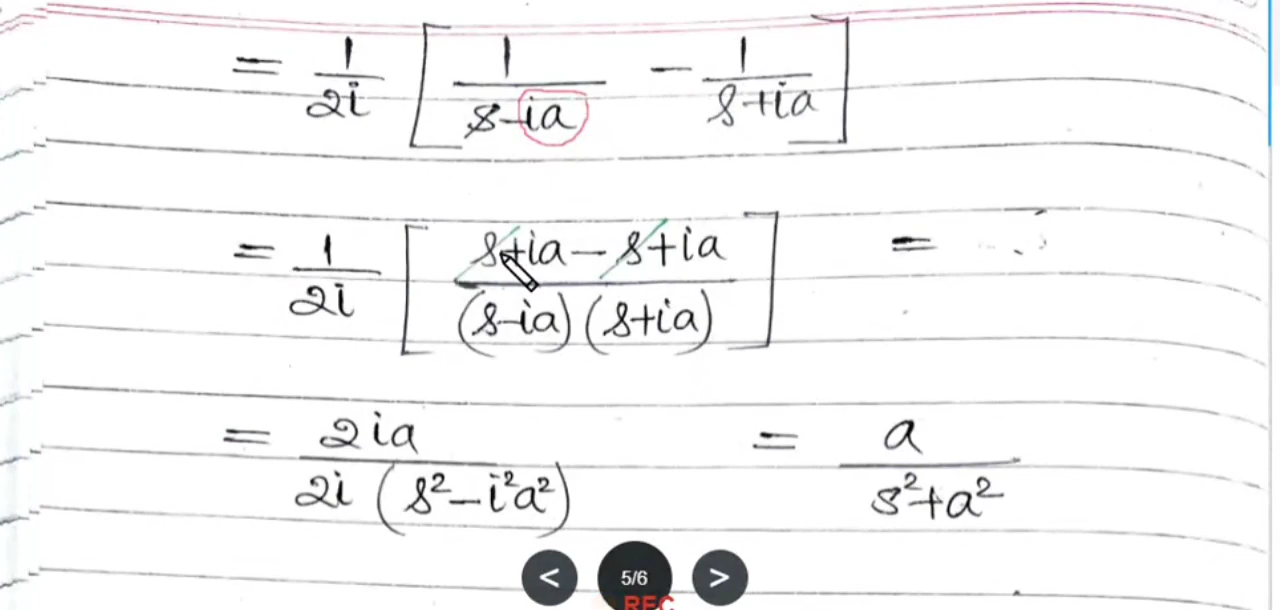 = 1/2i [ 1/(s-ia) - 1/(s+ia) ]
= 1/2i [ (s+ia-s+ia)/((s-ia)(s+ia)) ] =
= 2ia/(2i(s²-i²a²)) = a/(s²+a²)
< 5/6 >
REC